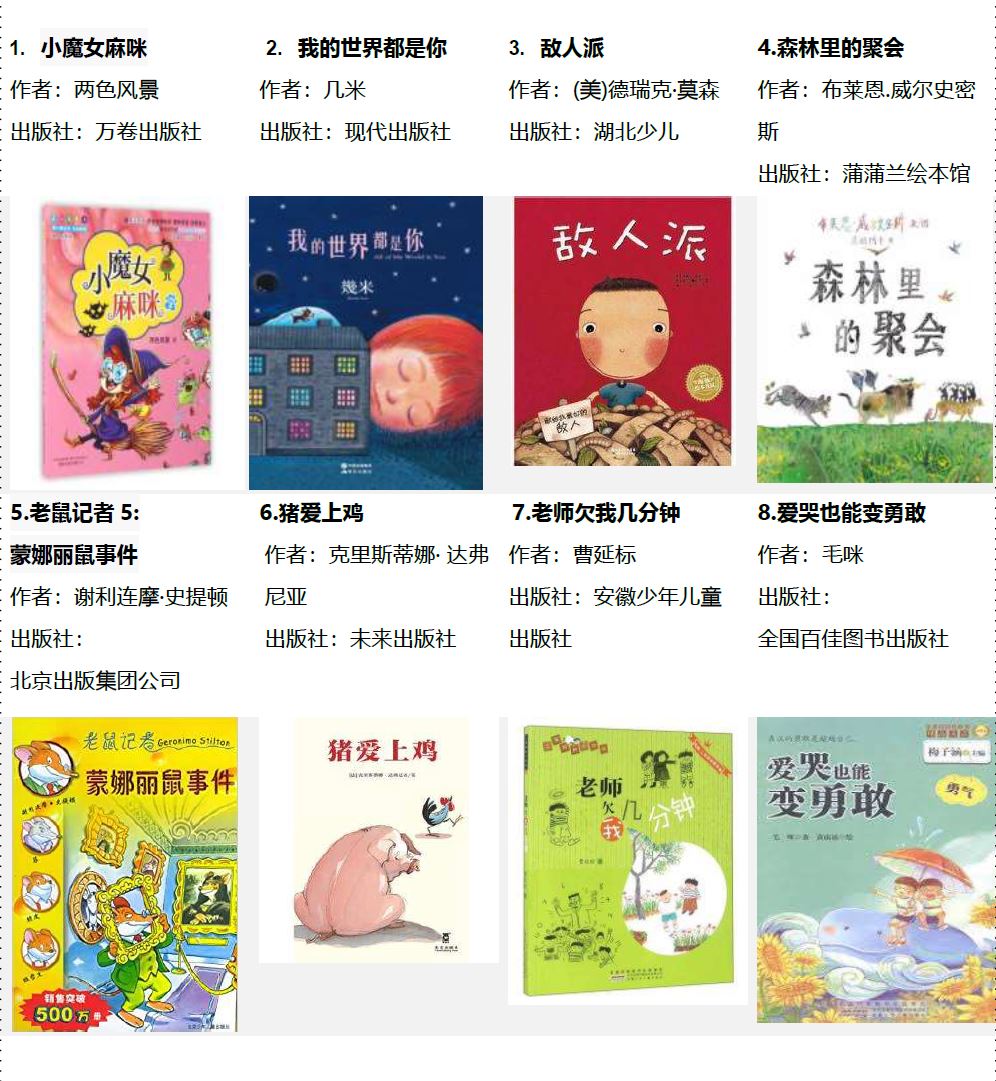 1. 小魔女麻咪
作者：两色风景
出版社：万卷出版社
2. 我的世界都是你
作者：几米
出版社：现代出版社
3. 敌人派
作者：(美)德瑞克·莫森
出版社：湖北少儿
4.森林里的聚会
作者：布莱恩.威尔史密
斯
出版社：蒲蒲兰绘本馆
小魔女
麻咪
我的世界都是你
幾米
敌人派
敌人
森林里
的聚会
5.老鼠记者 5:
蒙娜丽鼠事件
作者：谢利连摩·史提顿
出版社：
北京出版集团公司
6.猪爱上鸡
作者：克里斯蒂娜· 达弗
尼亚
出版社：未来出版社
7.老师欠我几分钟
作者：曹延标
出版社：安徽少年儿童
出版社
8.爱哭也能变勇敢
作者：毛咪
出版社：
全国百佳图书出版社
老鼠记者 Geronimo Stilton
蒙娜丽鼠事件
销售突破
500万册
猪爱上鸡
老师
欠我几分钟
梅子涵 主编
爱哭也能
变勇敢
勇气